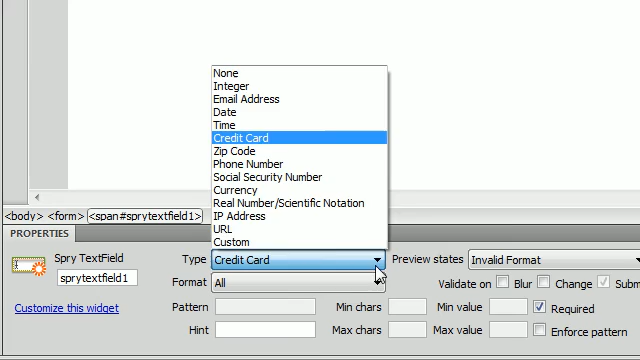 None
Integer
Email Address
Date
Time
Credit Card
Zip Code
Phone Number
Social Security Number
Currency
Real Number/Scientific Notation
IP Address
URL
Custom
<body> <form> <span#sprytextfield1>
PROPERTIES
Spry TextField Type Credit Card Preview states Invalid Format
sprytextfield1 Format All Validate on Blur Change Subm
Customize this widget Pattern Min chars Min value Required
Hint Max chars Max value Enforce pattern